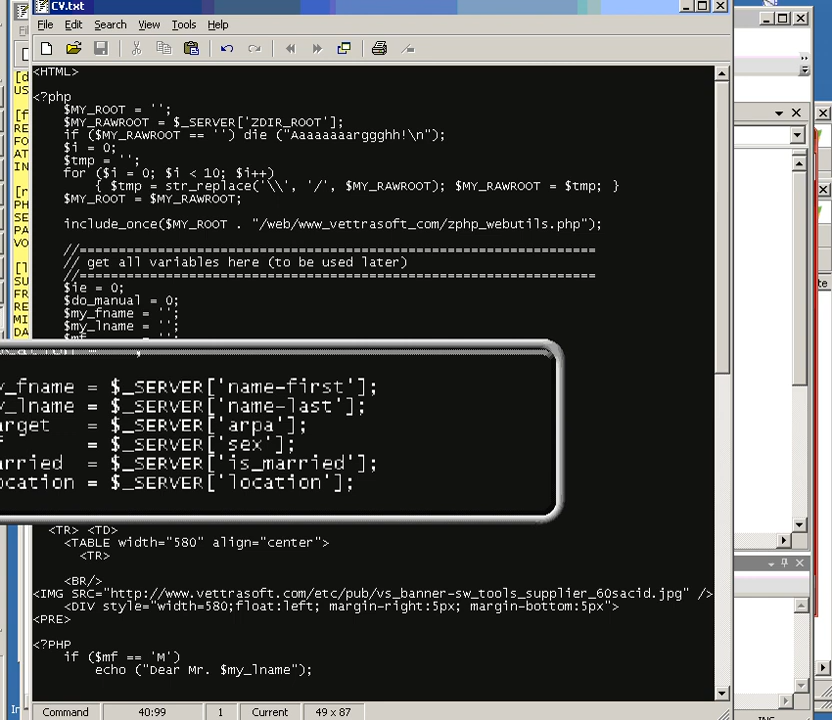 CV.txt
File Edit Search View Tools Help
<HTML>
<?php
$MY_ROOT = '';
$MY_RAWROOT = $_SERVER['ZDIR_ROOT'];
if ($MY_RAWROOT == '') die ("Aaaaaaaarggghh!\n");
$i = 0;
$tmp = '';
for ($i = 0; $i < 10; $i++)
{ $tmp = str_replace('\\', '/', $MY_RAWROOT); $MY_RAWROOT = $tmp; }
$MY_ROOT = $MY_RAWROOT;
include_once($MY_ROOT . "/web/www_vettrasoft_com/zphp_webutils.php");
//================================================================
// get all variables here (to be used later)
//================================================================
$ie = 0;
$do_manual = 0;
$my_fname = '';
$my_lname = '';
y_fname = $_SERVER['name-first'];
y_lname = $_SERVER['name-last'];
arget = $_SERVER['arpa'];
f = $_SERVER['sex'];
arried = $_SERVER['is_married'];
ocation = $_SERVER['location'];
<TR> <TD>
<TABLE width="580" align="center">
<TR>
<BR/>
<IMG SRC="http://www.vettrasoft.com/etc/pub/vs_banner-sw_tools_supplier_60sacid.jpg" />
<DIV style="width=580;float:left; margin-right:5px; margin-bottom:5px">
<PRE>
<?PHP
if ($mf == 'M')
echo ("Dear Mr. $my_lname");
Command 40:99 1 Current 49 x 87